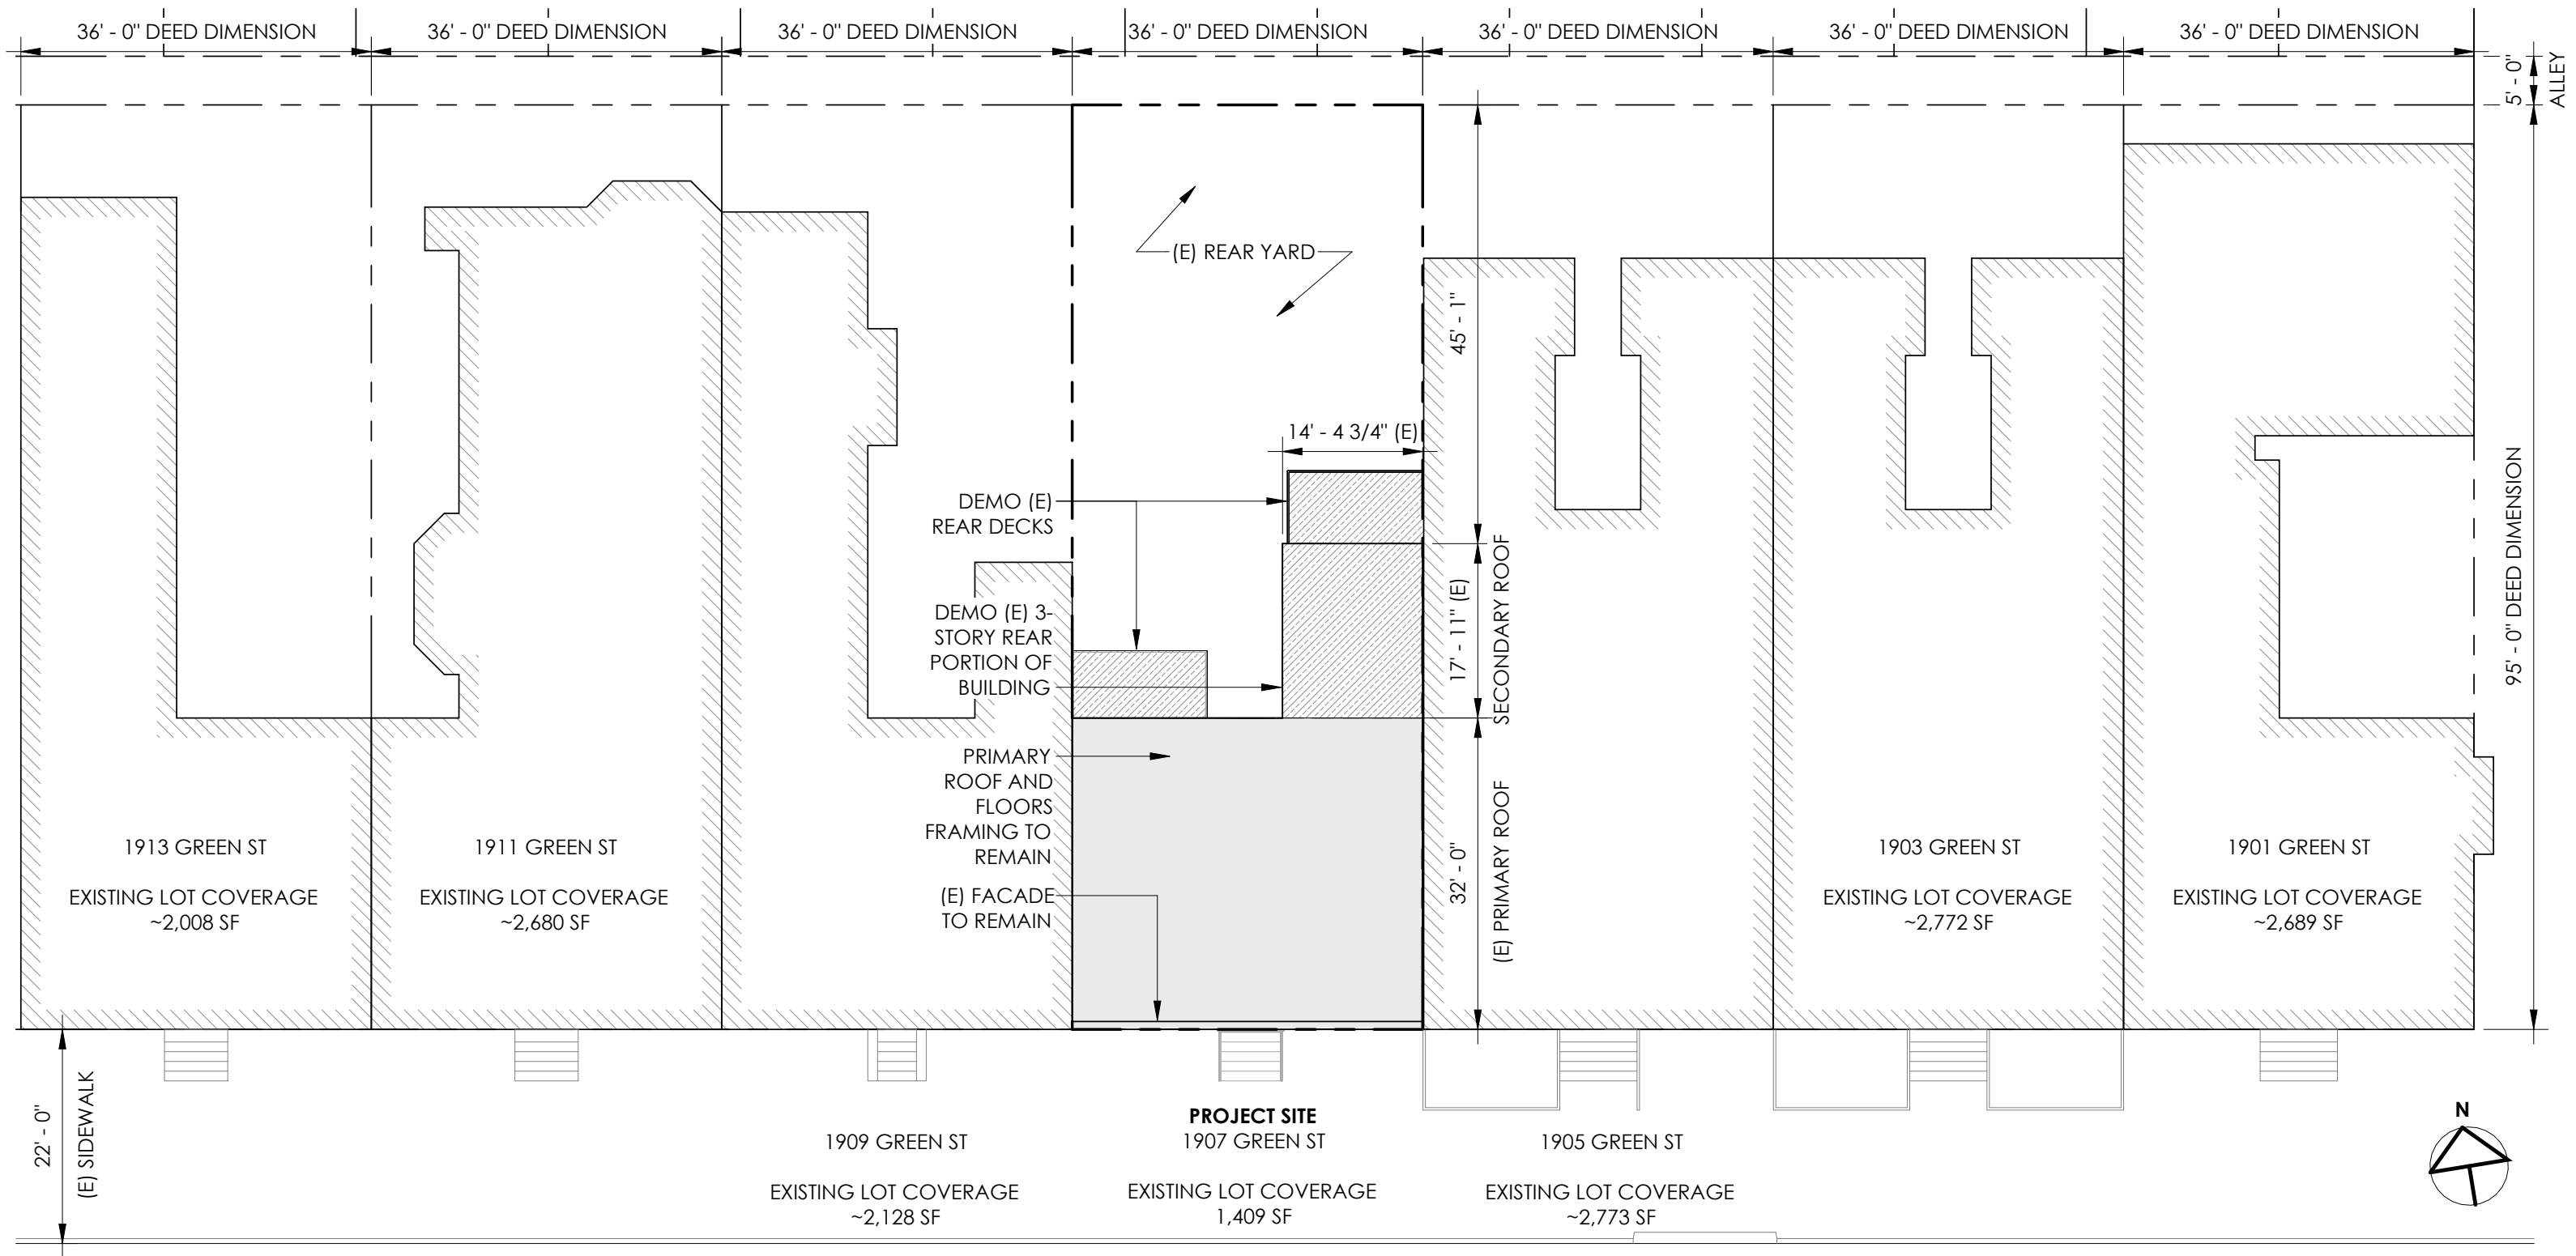 36' - 0" DEED DIMENSION
36' - 0" DEED DIMENSION
36' - 0" DEED DIMENSION
36' - 0" DEED DIMENSION
36' - 0" DEED DIMENSION
36' - 0" DEED DIMENSION
36' - 0" DEED DIMENSION
5' - 0"
ALLEY
(E) REAR YARD
45' - 1"
14' - 4 3/4" (E)
DEMO (E)
REAR DECKS
DEMO (E) 3-
STORY REAR
PORTION OF
BUILDING
17' - 11" (E)
SECONDARY ROOF
95' - 0" DEED DIMENSION
PRIMARY
ROOF AND
FLOORS
FRAMING TO
REMAIN
(E) FACADE
TO REMAIN
32' - 0"
(E) PRIMARY ROOF
1913 GREEN ST
EXISTING LOT COVERAGE
~2,008 SF
1911 GREEN ST
EXISTING LOT COVERAGE
~2,680 SF
1903 GREEN ST
EXISTING LOT COVERAGE
~2,772 SF
1901 GREEN ST
EXISTING LOT COVERAGE
~2,689 SF
22' - 0"
(E) SIDEWALK
1909 GREEN ST
EXISTING LOT COVERAGE
~2,128 SF
PROJECT SITE
1907 GREEN ST
EXISTING LOT COVERAGE
1,409 SF
1905 GREEN ST
EXISTING LOT COVERAGE
~2,773 SF
N